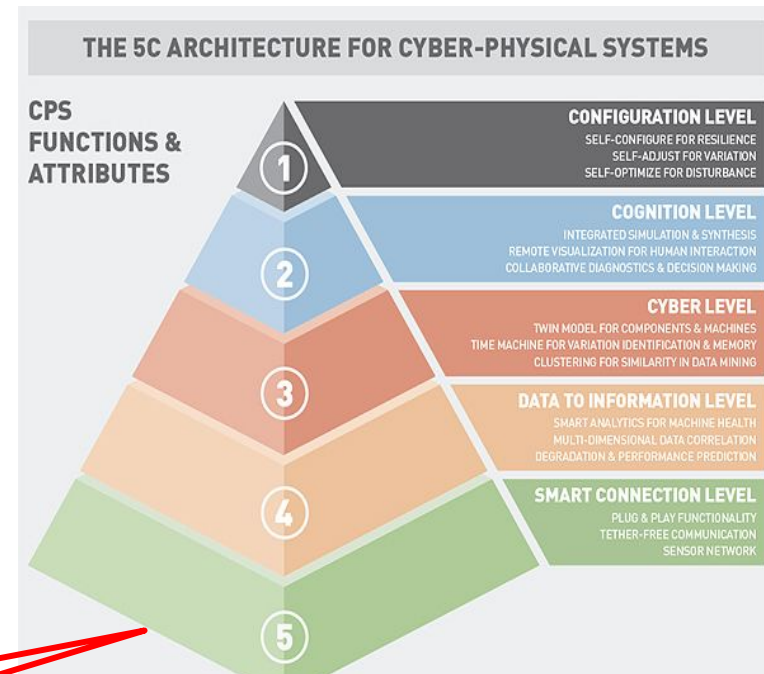 THE 5C ARCHITECTURE FOR CYBER-PHYSICAL SYSTEMS
CPS
FUNCTIONS &
ATTRIBUTES
1
CONFIGURATION LEVEL
SELF-CONFIGURE FOR RESILIENCE
SELF-ADJUST FOR VARIATION
SELF-OPTIMIZE FOR DISTURBANCE
2
COGNITION LEVEL
INTEGRATED SIMULATION & SYNTHESIS
REMOTE VISUALIZATION FOR HUMAN INTERACTION
COLLABORATIVE DIAGNOSTICS & DECISION MAKING
3
CYBER LEVEL
TWIN MODEL FOR COMPONENTS & MACHINES
TIME MACHINE FOR VARIATION IDENTIFICATION & MEMORY
CLUSTERING FOR SIMILARITY IN DATA MINING
4
DATA TO INFORMATION LEVEL
SMART ANALYTICS FOR MACHINE HEALTH
MULTI-DIMENSIONAL DATA CORRELATION
DEGRADATION & PERFORMANCE PREDICTION
5
SMART CONNECTION LEVEL
PLUG & PLAY FUNCTIONALITY
TETHER-FREE COMMUNICATION
SENSOR NETWORK